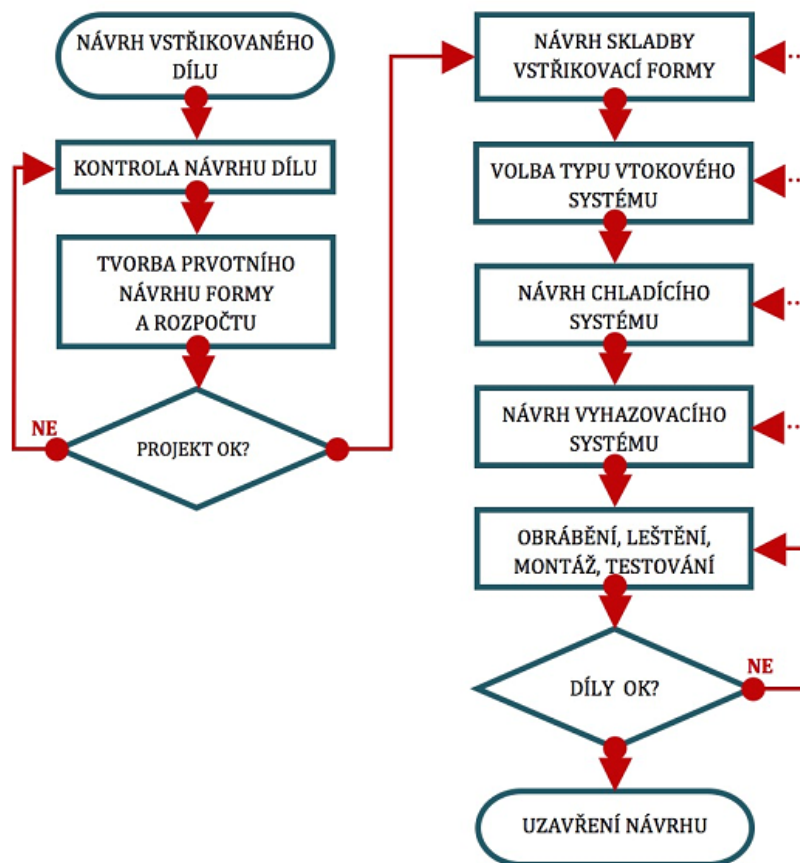 NÁVRH VSTŘIKOVANÉHO
DÍLU
KONTROLA NÁVRHU DÍLU
TVORBA PRVOTNÍHO
NÁVRHU FORMY
A ROZPOČTU
NE
PROJEKT OK?
NÁVRH SKLADBY
VSTŘIKOVACÍ FORMY
VOLBA TYPU VTOKOVÉHO
SYSTÉMU
NÁVRH CHLADÍCÍHO
SYSTÉMU
NÁVRH VYHAZOVACÍHO
SYSTÉMU
OBRÁBĚNÍ, LEŠTĚNÍ,
MONTÁŽ, TESTOVÁNÍ
NE
DÍLY OK?
UZAVŘENÍ NÁVRHU